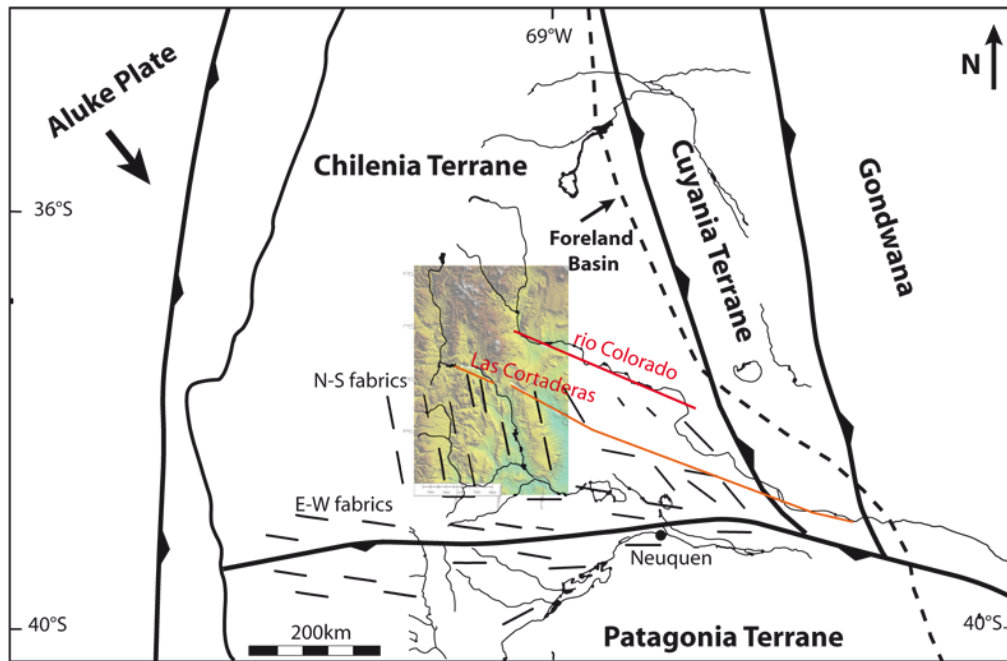 69°W
N
Aluke Plate
Chilenia Terrane
Cuyania Terrane
Gondwana
36°S
Foreland
Basin
rio Colorado
Las Cortaderas
N-S fabrics
E-W fabrics
Neuquen
40°S
200km
Patagonia Terrane
40°S